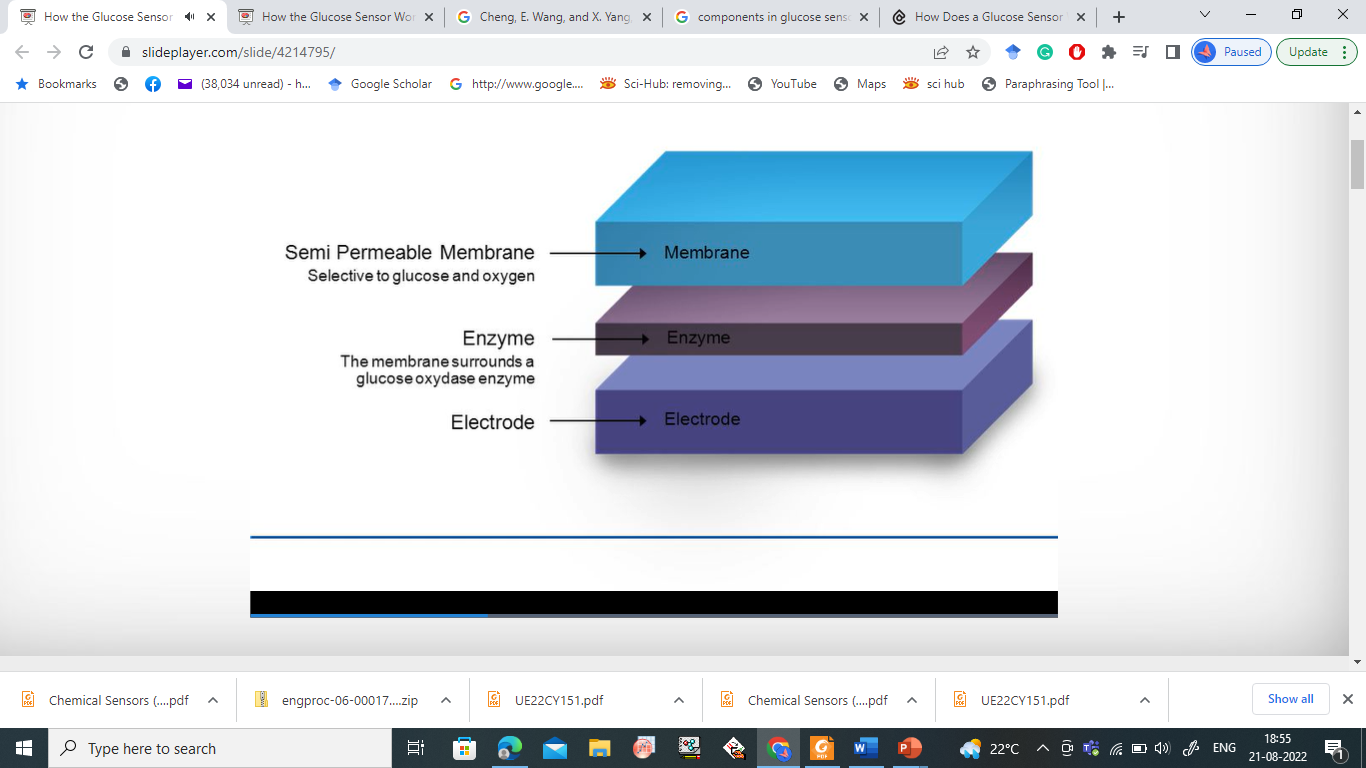 How the Glucose Sensor
How the Glucose Sensor Wor
Cheng, E. Wang, and X. Yang,
components in glucose sens
How Does a Glucose Sensor
slideplayer.com/slide/4214795/
Paused
Update
Bookmarks
(38,034 unread) - h...
Google Scholar
http://www.google....
Sci-Hub: removing...
YouTube
Maps
sci hub
Paraphrasing Tool |...
Semi Permeable Membrane
Selective to glucose and oxygen
Membrane
Enzyme
The membrane surrounds a
glucose oxydase enzyme
Enzyme
Electrode
Electrode
Chemical Sensors (....pdf
engproc-06-00017....zip
UE22CY151.pdf
Chemical Sensors (....pdf
UE22CY151.pdf
Show all
Type here to search
22°C
ENG
18:55
21-08-2022
1